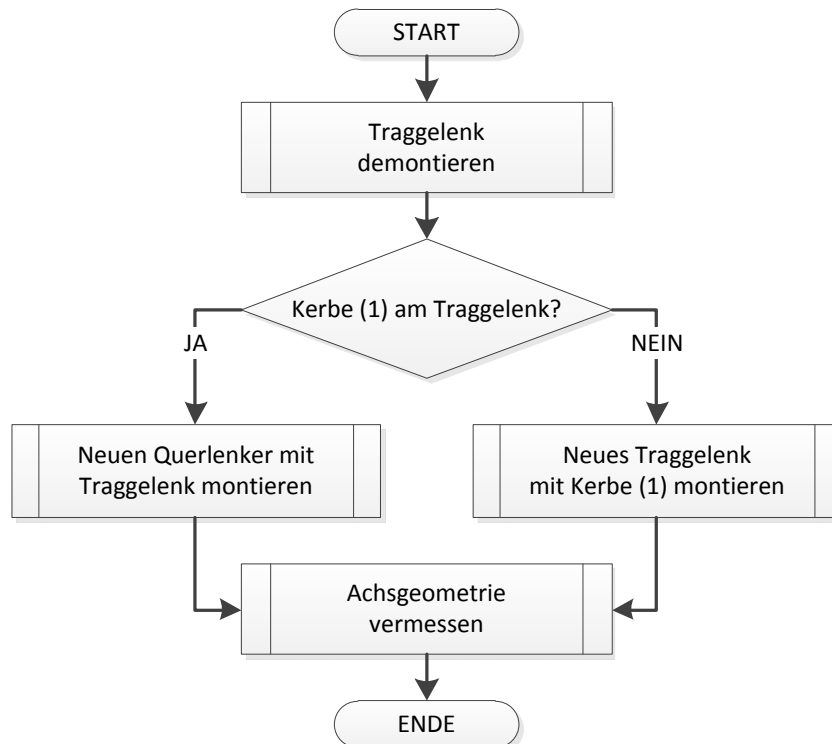 START
Traggelenk
demontieren
Kerbe (1) am Traggelenk?
JA
NEIN
Neuen Querlenker mit
Traggelenk montieren
Neues Traggelenk
mit Kerbe (1) montieren
Achsgeometrie
vermessen
ENDE